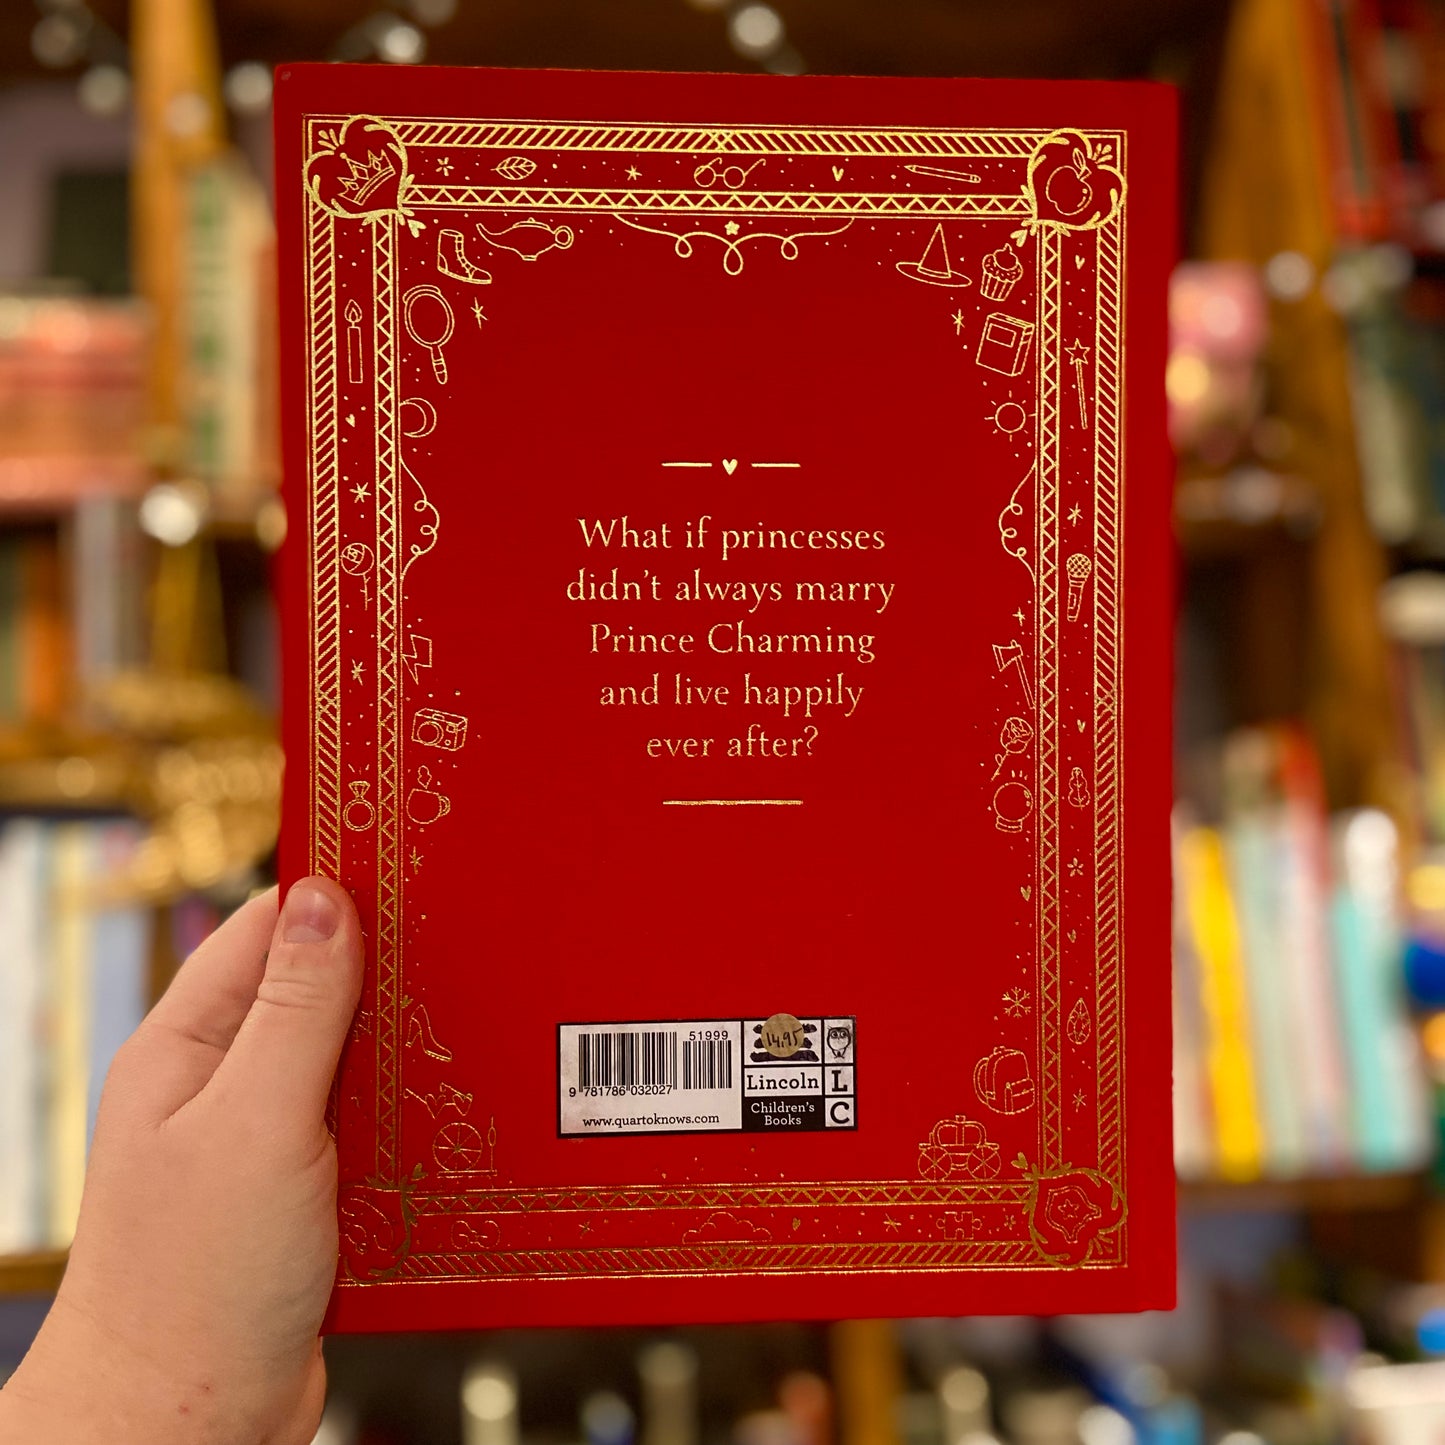 What if princesses
didn't always marry
Prince Charming
and live happily
ever after?
51999
9 781786 032027
www.quartoknows.com
14.95
Lincoln
Children's
Books
L
C